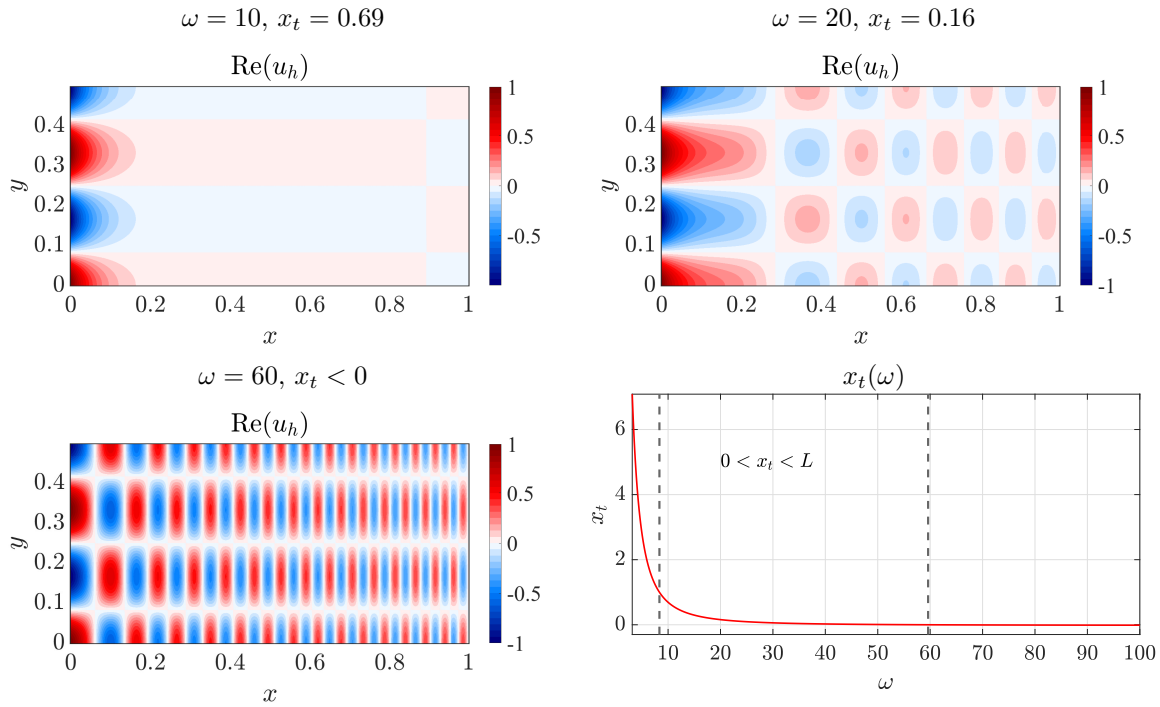 ω = 10, x_t = 0.69
Re(u_h)
y
0.4
0.3
0.2
0.1
0
0 0.2 0.4 0.6 0.8 1
x
1
0.5
0
-0.5
ω = 20, x_t = 0.16
Re(u_h)
y
0.4
0.3
0.2
0.1
0
0 0.2 0.4 0.6 0.8 1
x
1
0.5
0
-0.5
-1
ω = 60, x_t < 0
Re(u_h)
y
0.4
0.3
0.2
0.1
0
0 0.2 0.4 0.6 0.8 1
x
1
0.5
0
-0.5
-1
x_t(ω)
x_t
6
4
2
0
0 < x_t < L
10 20 30 40 50 60 70 80 90 100
ω